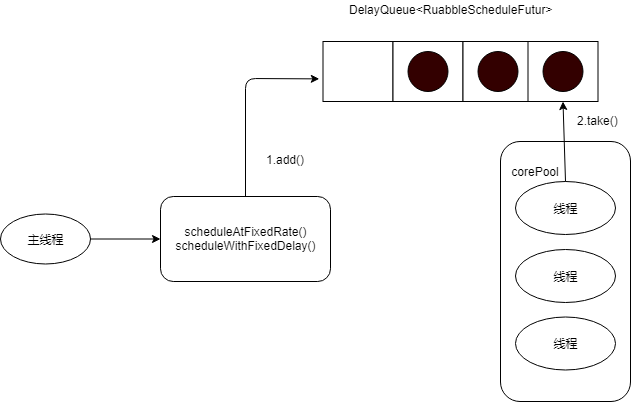 DelayQueue<RuabbleScheduleFutur>
2.take()
1.add()
corePool
线程
主线程
scheduleAtFixedRate()
scheduleWithFixedDelay()
线程
线程